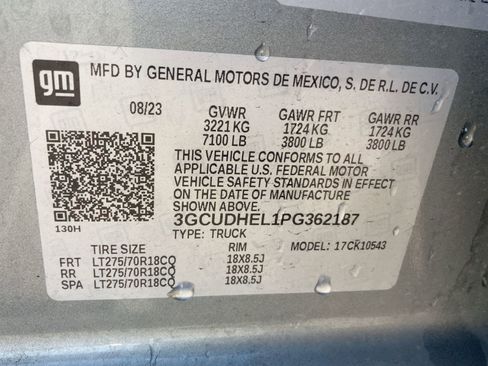 gm
MFD BY GENERAL MOTORS DE MEXICO, S. DE R.L. DE C.V.
08/23 GVWR GAWR FRT GAWR RR
3221 KG 1724 KG 1724 KG
7100 LB 3800 LB 3800 LB
THIS VEHICLE CONFORMS TO ALL
APPLICABLE U.S. FEDERAL MOTOR
VEHICLE SAFETY STANDARDS IN EFFECT
ON THE DATE OF MANUFACTURE
SHOWN ABOVE.
3GCUDHEL1PG362187
130H TYPE: TRUCK
TIRE SIZE RIM MODEL: 17CK10543
FRT LT275/70R18CQ 18X8.5J
RR LT275/70R18CQ 18X8.5J
SPA LT275/70R18CQ 18X8.5J